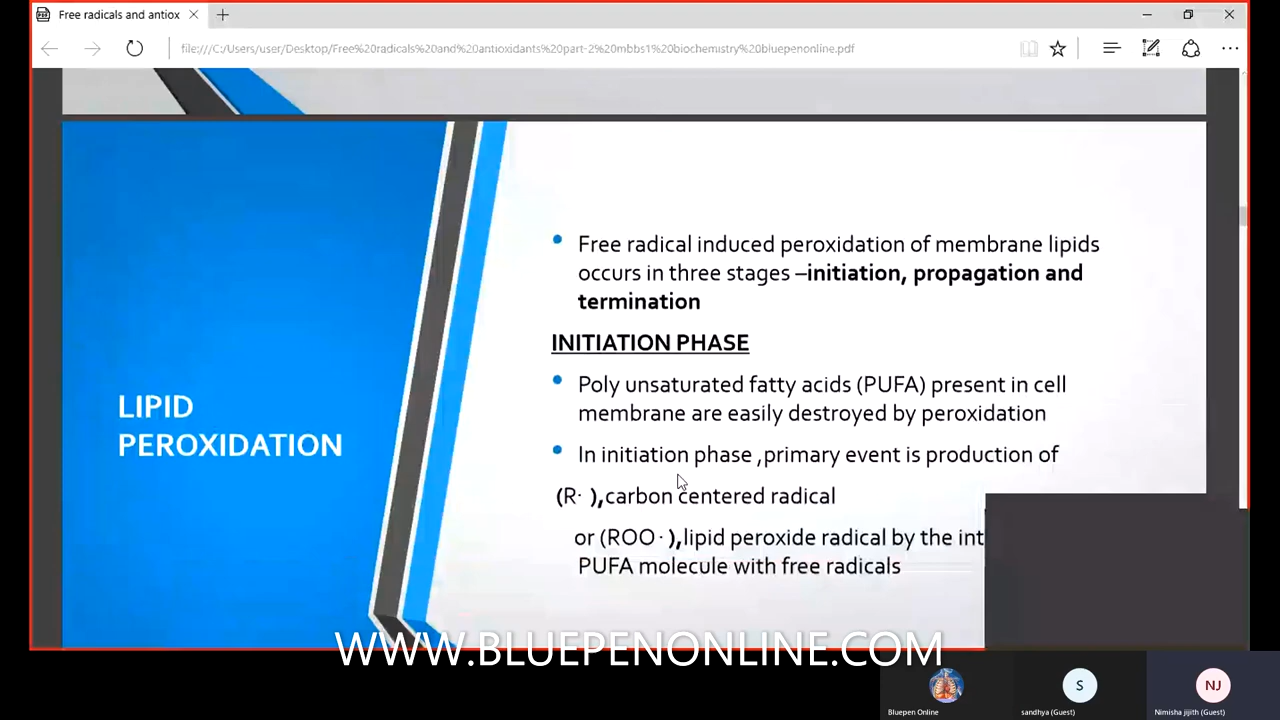 Free radicals and antiox
file:///C:/Users/user/Desktop/Free%20radicals%20and%20antioxidants%20part-2%20mbbs1%20biochemistry%20bluepenonline.pdf
LIPID
PEROXIDATION
Free radical induced peroxidation of membrane lipids
occurs in three stages –initiation, propagation and
termination
INITIATION PHASE
Poly unsaturated fatty acids (PUFA) present in cell
membrane are easily destroyed by peroxidation
In initiation phase ,primary event is production of
(R· ),carbon centered radical
or (ROO · ),lipid peroxide radical by the int
PUFA molecule with free radicals
WWW.BLUEPENONLINE.COM
S
NJ
Bluepen Online
sandhya (Guest)
Nimisha jijith (Guest)